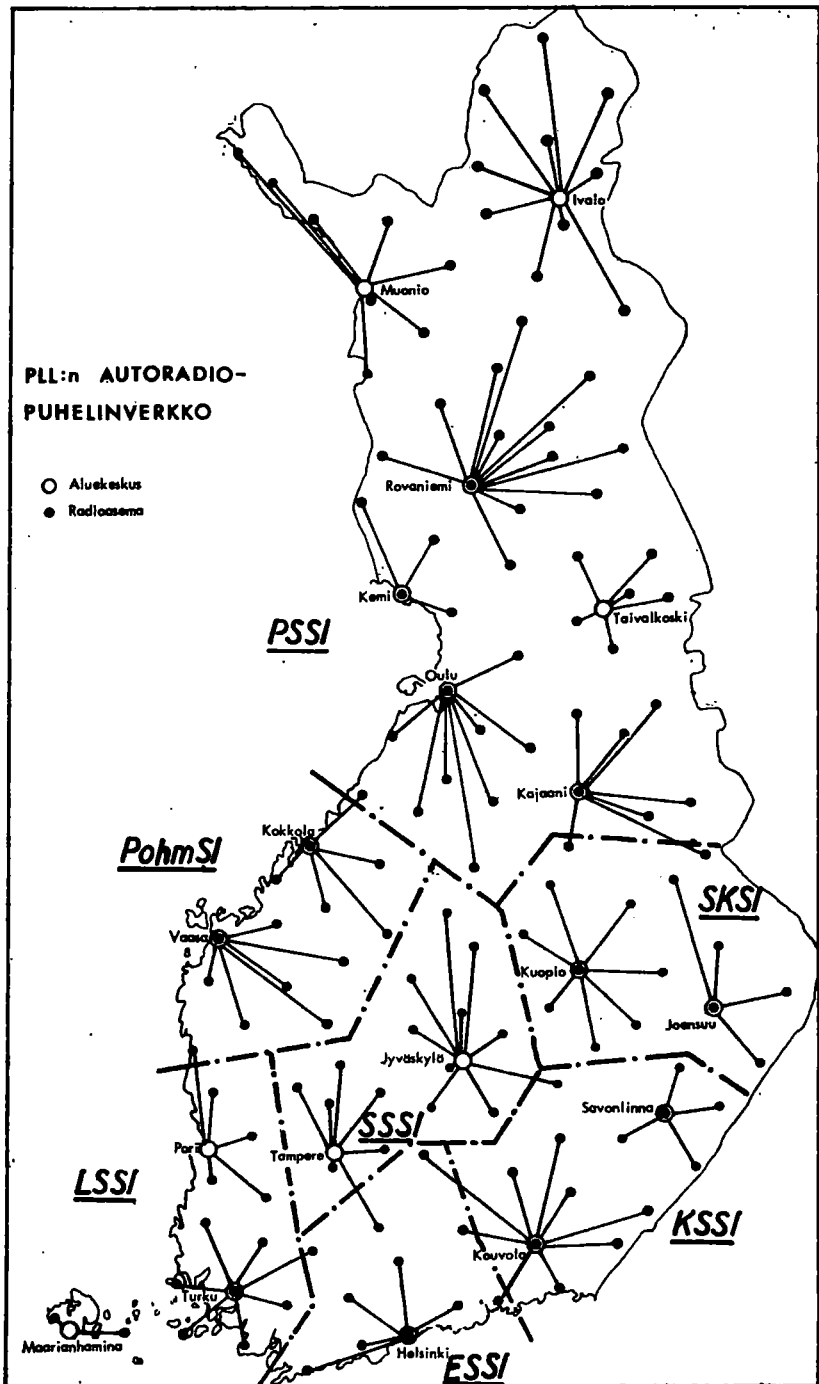 Ivalo
Muonio
PLL:n AUTORADIO-
PUHELINVERKKO
Aluekeskus
Radioasema
Rovaniemi
Kemi
Taivalkoski
PSSI
Oulu
Kajaani
Kokkola
PohmSI
SKSI
Vaasa
Kuopio
Joensuu
Jyväskylä
Savonlinna
SSSI
Pori
Tampere
LSSI
KSSI
Kouvola
Turku
Maarianhamina
Helsinki
ESSI